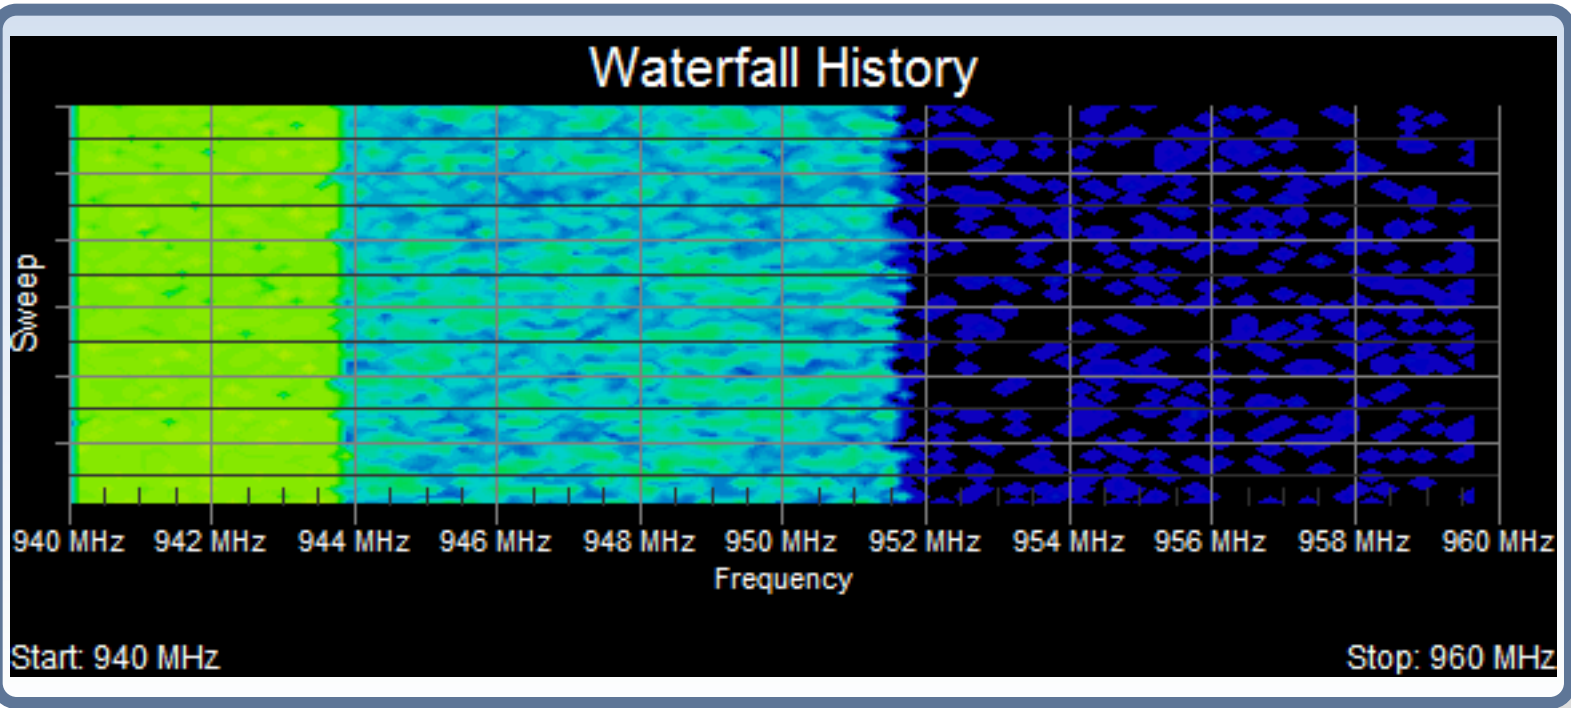 Waterfall History
Sweep
940 MHz 942 MHz 944 MHz 946 MHz 948 MHz 950 MHz 952 MHz 954 MHz 956 MHz 958 MHz 960 MHz
Frequency
Start: 940 MHz Stop: 960 MHz